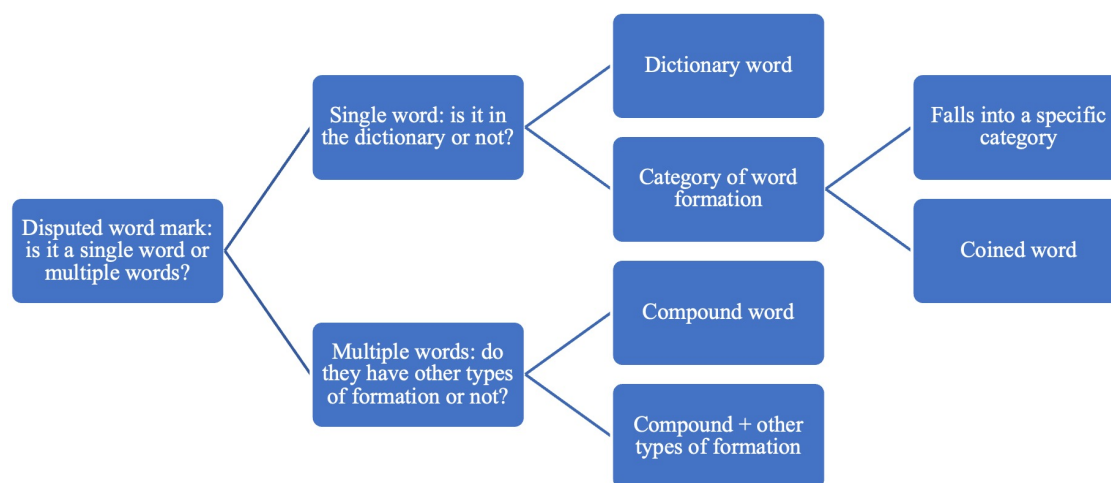 Disputed word mark:
is it a single word or
multiple words?
Single word: is it in
the dictionary or not?
Multiple words: do
they have other types
of formation or not?
Dictionary word
Category of word
formation
Compound word
Compound + other
types of formation
Falls into a specific
category
Coined word